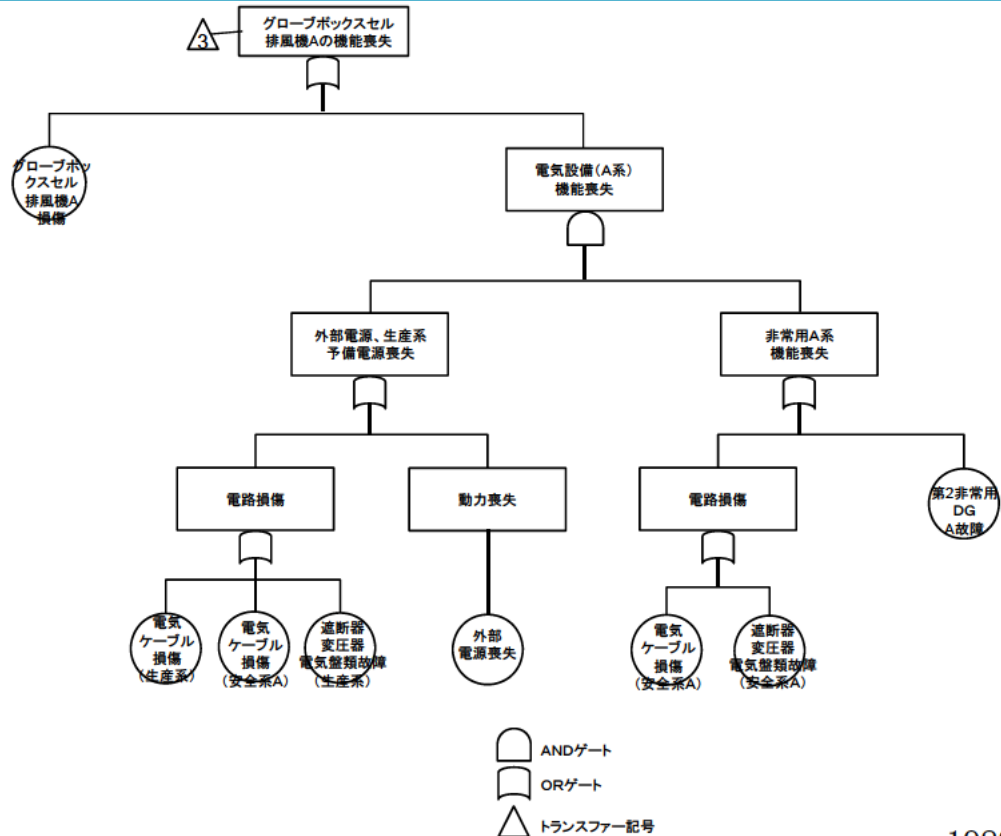 グローブボックスセル
排風機Aの機能喪失
3
グローブボッ
クスセル
排風機A
損傷
電気設備(A系)
機能喪失
外部電源、生産系
予備電源喪失
非常用A系
機能喪失
電路損傷
動力喪失
電路損傷
第2非常用
DG
A故障
電気
ケーブル
損傷
(生産系)
電気
ケーブル
損傷
(安全系A)
遮断器
変圧器
電気盤類故障
(生産系)
外部
電源喪失
電気
ケーブル
損傷
(安全系A)
遮断器
変圧器
電気盤類故障
(安全系A)
ANDゲート
ORゲート
トランスファー記号